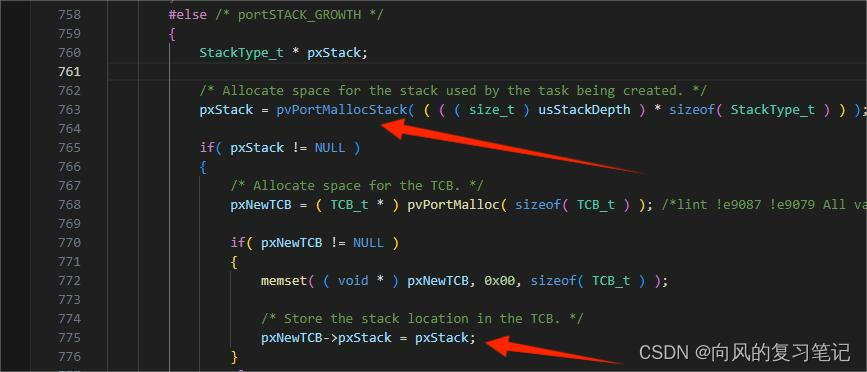 758 #else /* portSTACK_GROWTH */
759 {
760 StackType_t * pxStack;
761
762 /* Allocate space for the stack used by the task being created. */
763 pxStack = pvPortMallocStack( ( ( ( size_t ) usStackDepth ) * sizeof( StackType_t ) ) );
764
765 if( pxStack != NULL )
766 {
767 /* Allocate space for the TCB. */
768 pxNewTCB = ( TCB_t * ) pvPortMalloc( sizeof( TCB_t ) ); /*lint !e9087 !e9079 All va
769
770 if( pxNewTCB != NULL )
771 {
772 memset( ( void * ) pxNewTCB, 0x00, sizeof( TCB_t ) );
773
774 /* Store the stack location in the TCB. */
775 pxNewTCB->pxStack = pxStack;
776 }
CSDN @向风的复习笔记